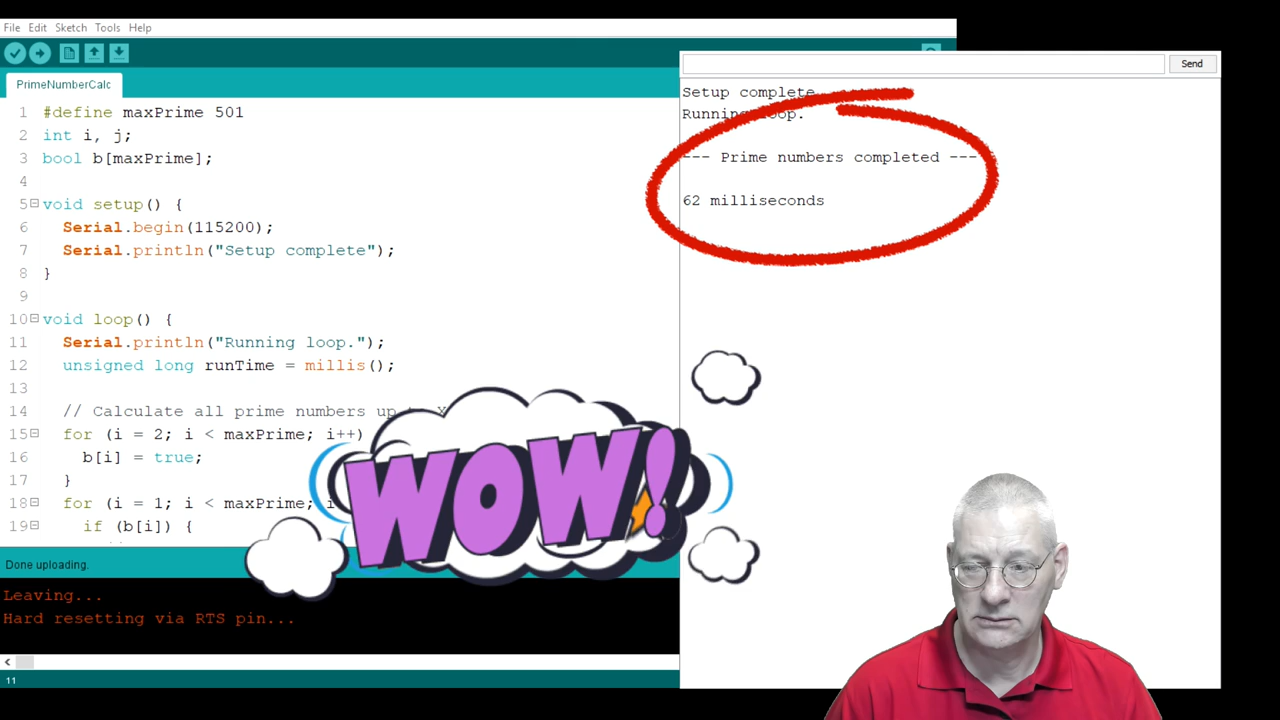 File Edit Sketch Tools Help
PrimeNumberCalc
1 #define maxPrime 501
2 int i, j;
3 bool b[maxPrime];
4
5 void setup() {
6 Serial.begin(115200);
7 Serial.println("Setup complete");
8 }
9
10 void loop() {
11 Serial.println("Running loop.");
12 unsigned long runTime = millis();
13
14 // Calculate all prime numbers up to X
15 for (i = 2; i < maxPrime; i++)
16 b[i] = true;
17 }
18 for (i = 1; i < maxPrime; i
19 if (b[i]) {
Done uploading.
Leaving...
Hard resetting via RTS pin...
11
Send
Setup complete
Running loop.
--- Prime numbers completed ---
62 milliseconds
WOW!